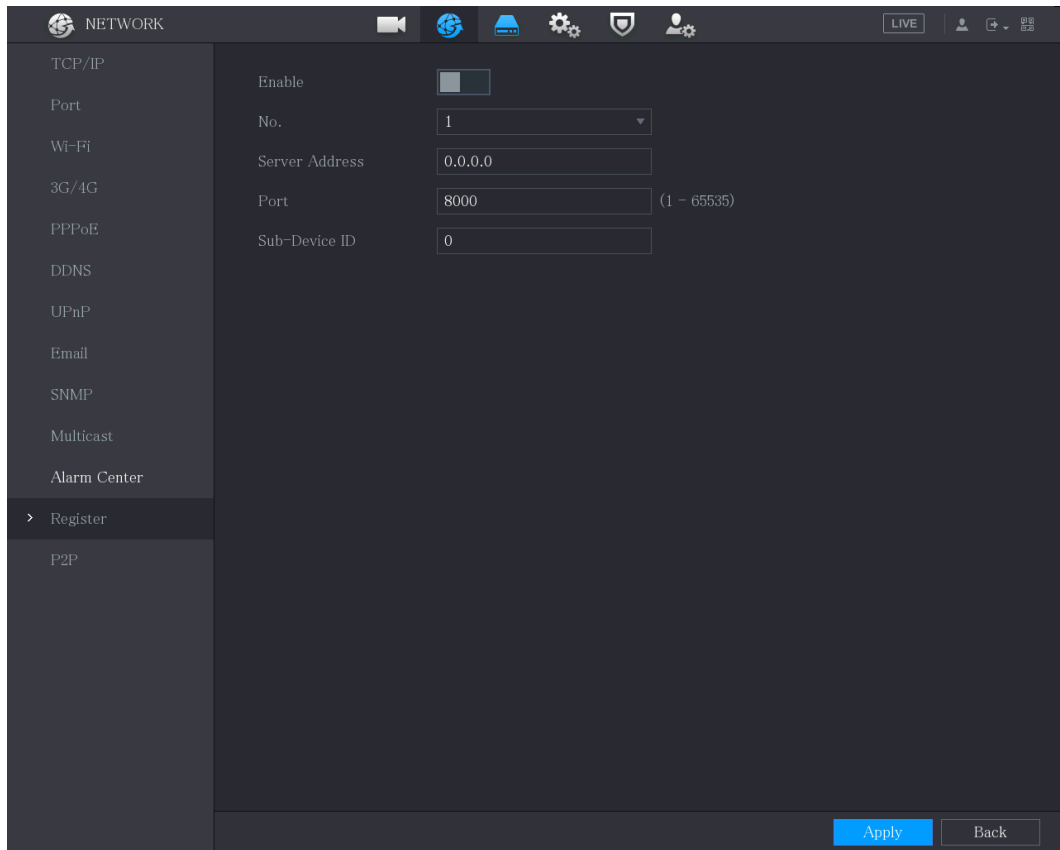 NETWORK
LIVE
TCP/IP
Port
Wi-Fi
3G/4G
PPPoE
DDNS
UPnP
Email
SNMP
Multicast
Alarm Center
Register
P2P
Enable
No. 1
Server Address 0.0.0.0
Port 8000 (1 - 65535)
Sub-Device ID 0
Apply Back